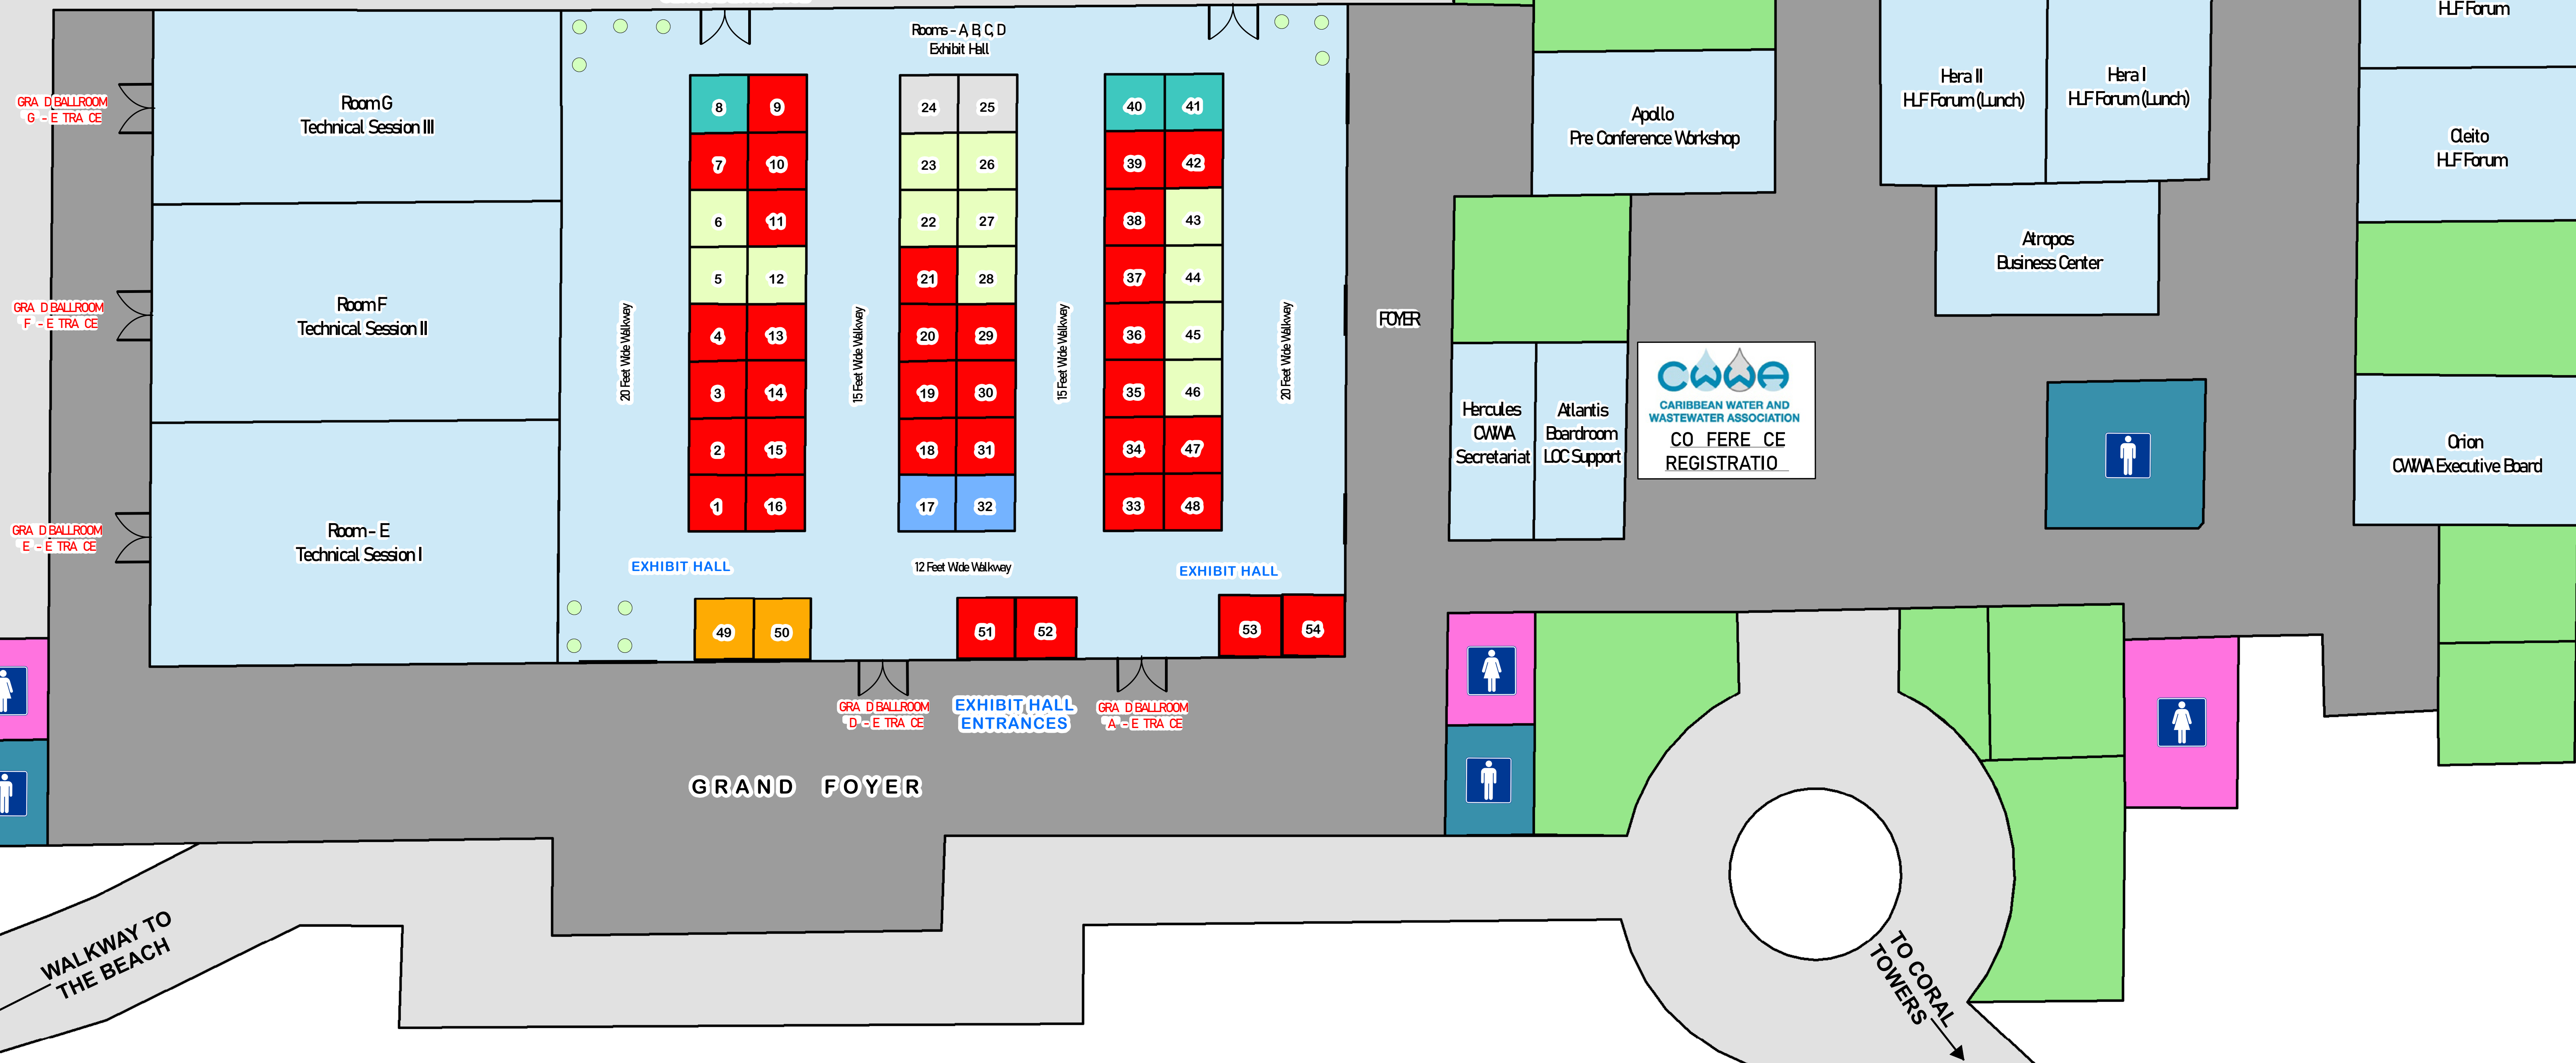 Rooms - A, B, C, D
Exhibit Hall
HLF Forum
Room G
Technical Session III
GRA D BALLROOM
G - E TRA CE
Room F
Technical Session II
GRA D BALLROOM
F - E TRA CE
Room - E
Technical Session I
GRA D BALLROOM
E - E TRA CE
20 Feet Wide Walkway
15 Feet Wide Walkway
15 Feet Wide Walkway
20 Feet Wide Walkway
8 9
7 10
6 11
5 12
4 13
3 14
2 15
1 16
24 25
23 26
22 27
21 28
20 29
19 30
18 31
17 32
40 41
39 42
38 43
37 44
36 45
35 46
34 47
33 48
EXHIBIT HALL
12 Feet Wide Walkway
EXHIBIT HALL
49 50
51 52
53 54
GRA D BALLROOM
D - E TRA CE
EXHIBIT HALL
ENTRANCES
GRA D BALLROOM
A - E TRA CE
GRAND FOYER
FOYER
Apollo
Pre Conference Workshop
Hera II
HLF Forum (Lunch)
Hera I
HLF Forum (Lunch)
Cleito
HLF Forum
Atropos
Business Center
Hercules
CWWA
Secretariat
Atlantis
Boardroom
LOC Support
CWWA
CARIBBEAN WATER AND
WASTEWATER ASSOCIATION
CO FERE CE
REGISTRATIO
Orion
CWWA Executive Board
WALKWAY TO
THE BEACH
TO CORAL
TOWERS